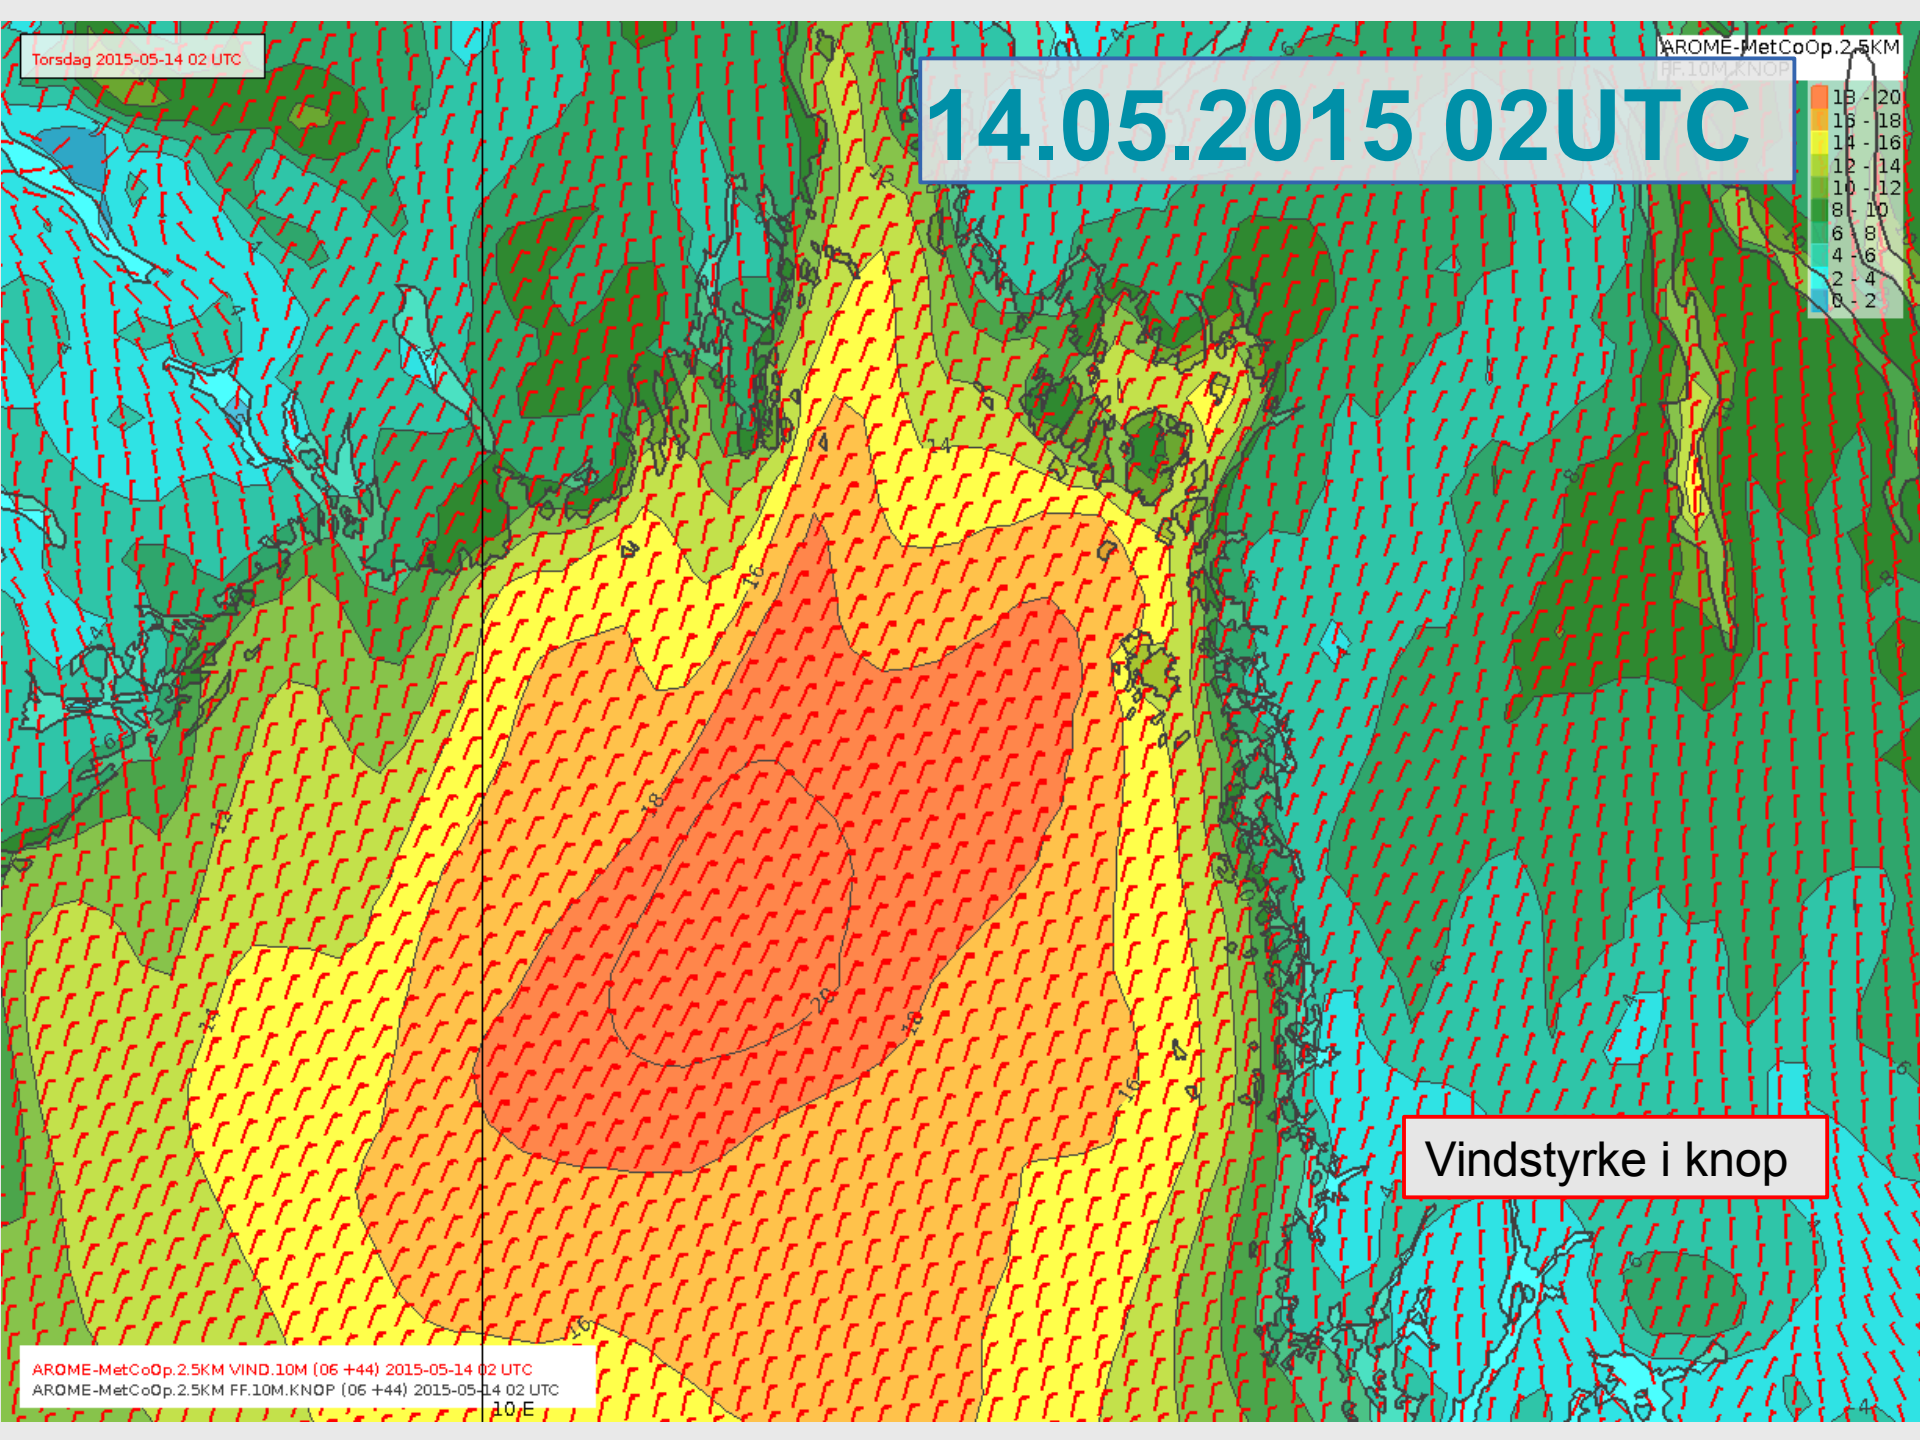 Torsdag 2015-05-14 02 UTC
AROME-MetCoOp.2.5KM
FF.10M.KNOP
14.05.2015 02UTC
18 - 20
16 - 18
14 - 16
12 - 14
10 - 12
8 - 10
6 - 8
4 - 6
2 - 4
0 - 2
14
16
18
12
14
20
18
16
16
Vindstyrke i knop
AROME-MetCoOp.2.5KM VIND.10M (06 +44) 2015-05-14 02 UTC
AROME-MetCoOp.2.5KM FF.10M.KNOP (06 +44) 2015-05-14 02 UTC
10 E